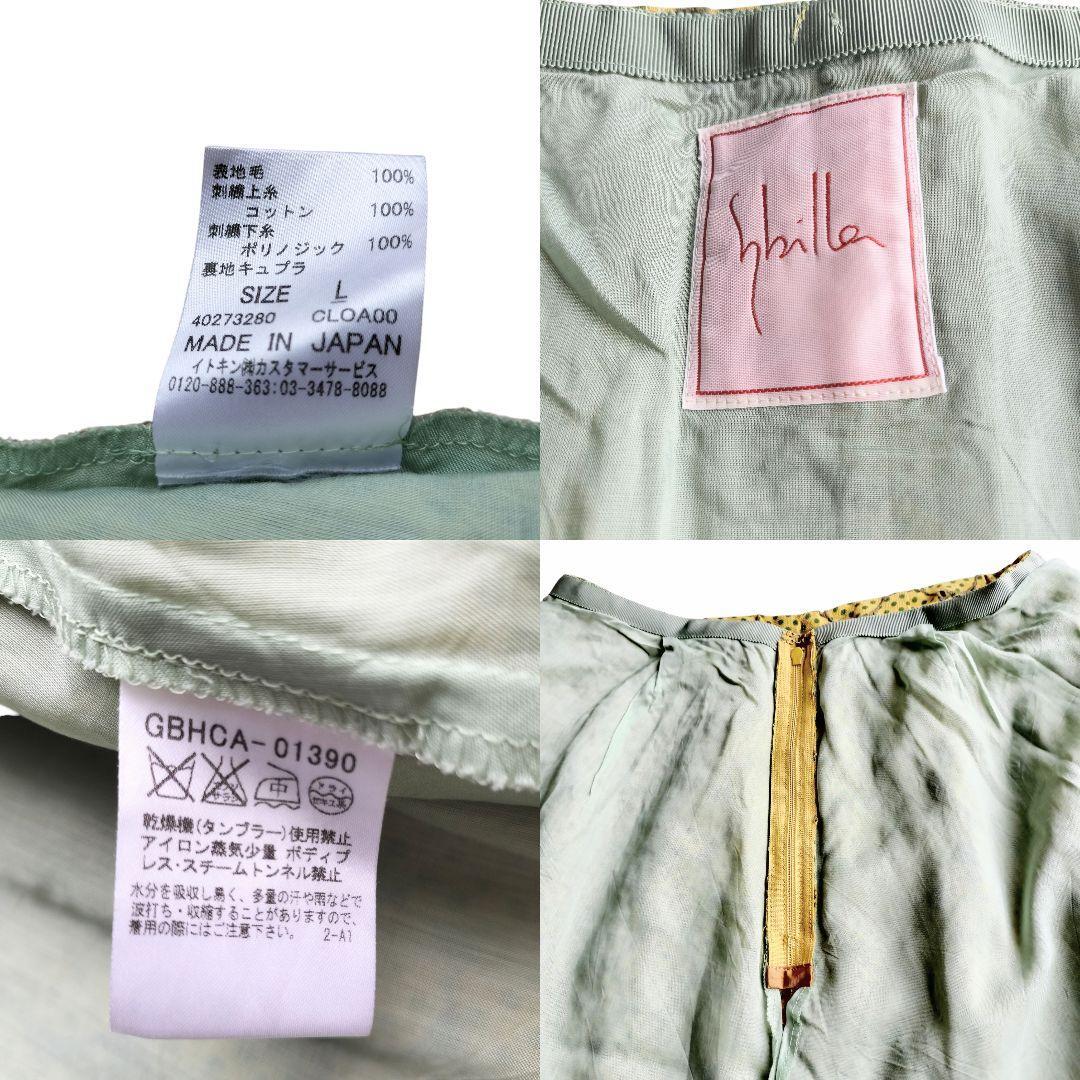 表地毛 100%
刺繍上糸
コットン 100%
刺繍下糸
ポリノジック 100%
裏地キュプラ
SIZE L
40273280 CLOA00
MADE IN JAPAN
イトキン㈱カスタマーサービス
0120-888-363:03-3478-8088
Sybilla
GBHCA-01390
中
ドライ
セキユ系
乾燥機(タンブラー)使用禁止
アイロン蒸気少量 ボディプ
レス・スチームトンネル禁止
水分を吸収し易く、多量の汗や雨などで
波打ち・収縮することがありますので、
着用の際にはご注意下さい。 2-A1